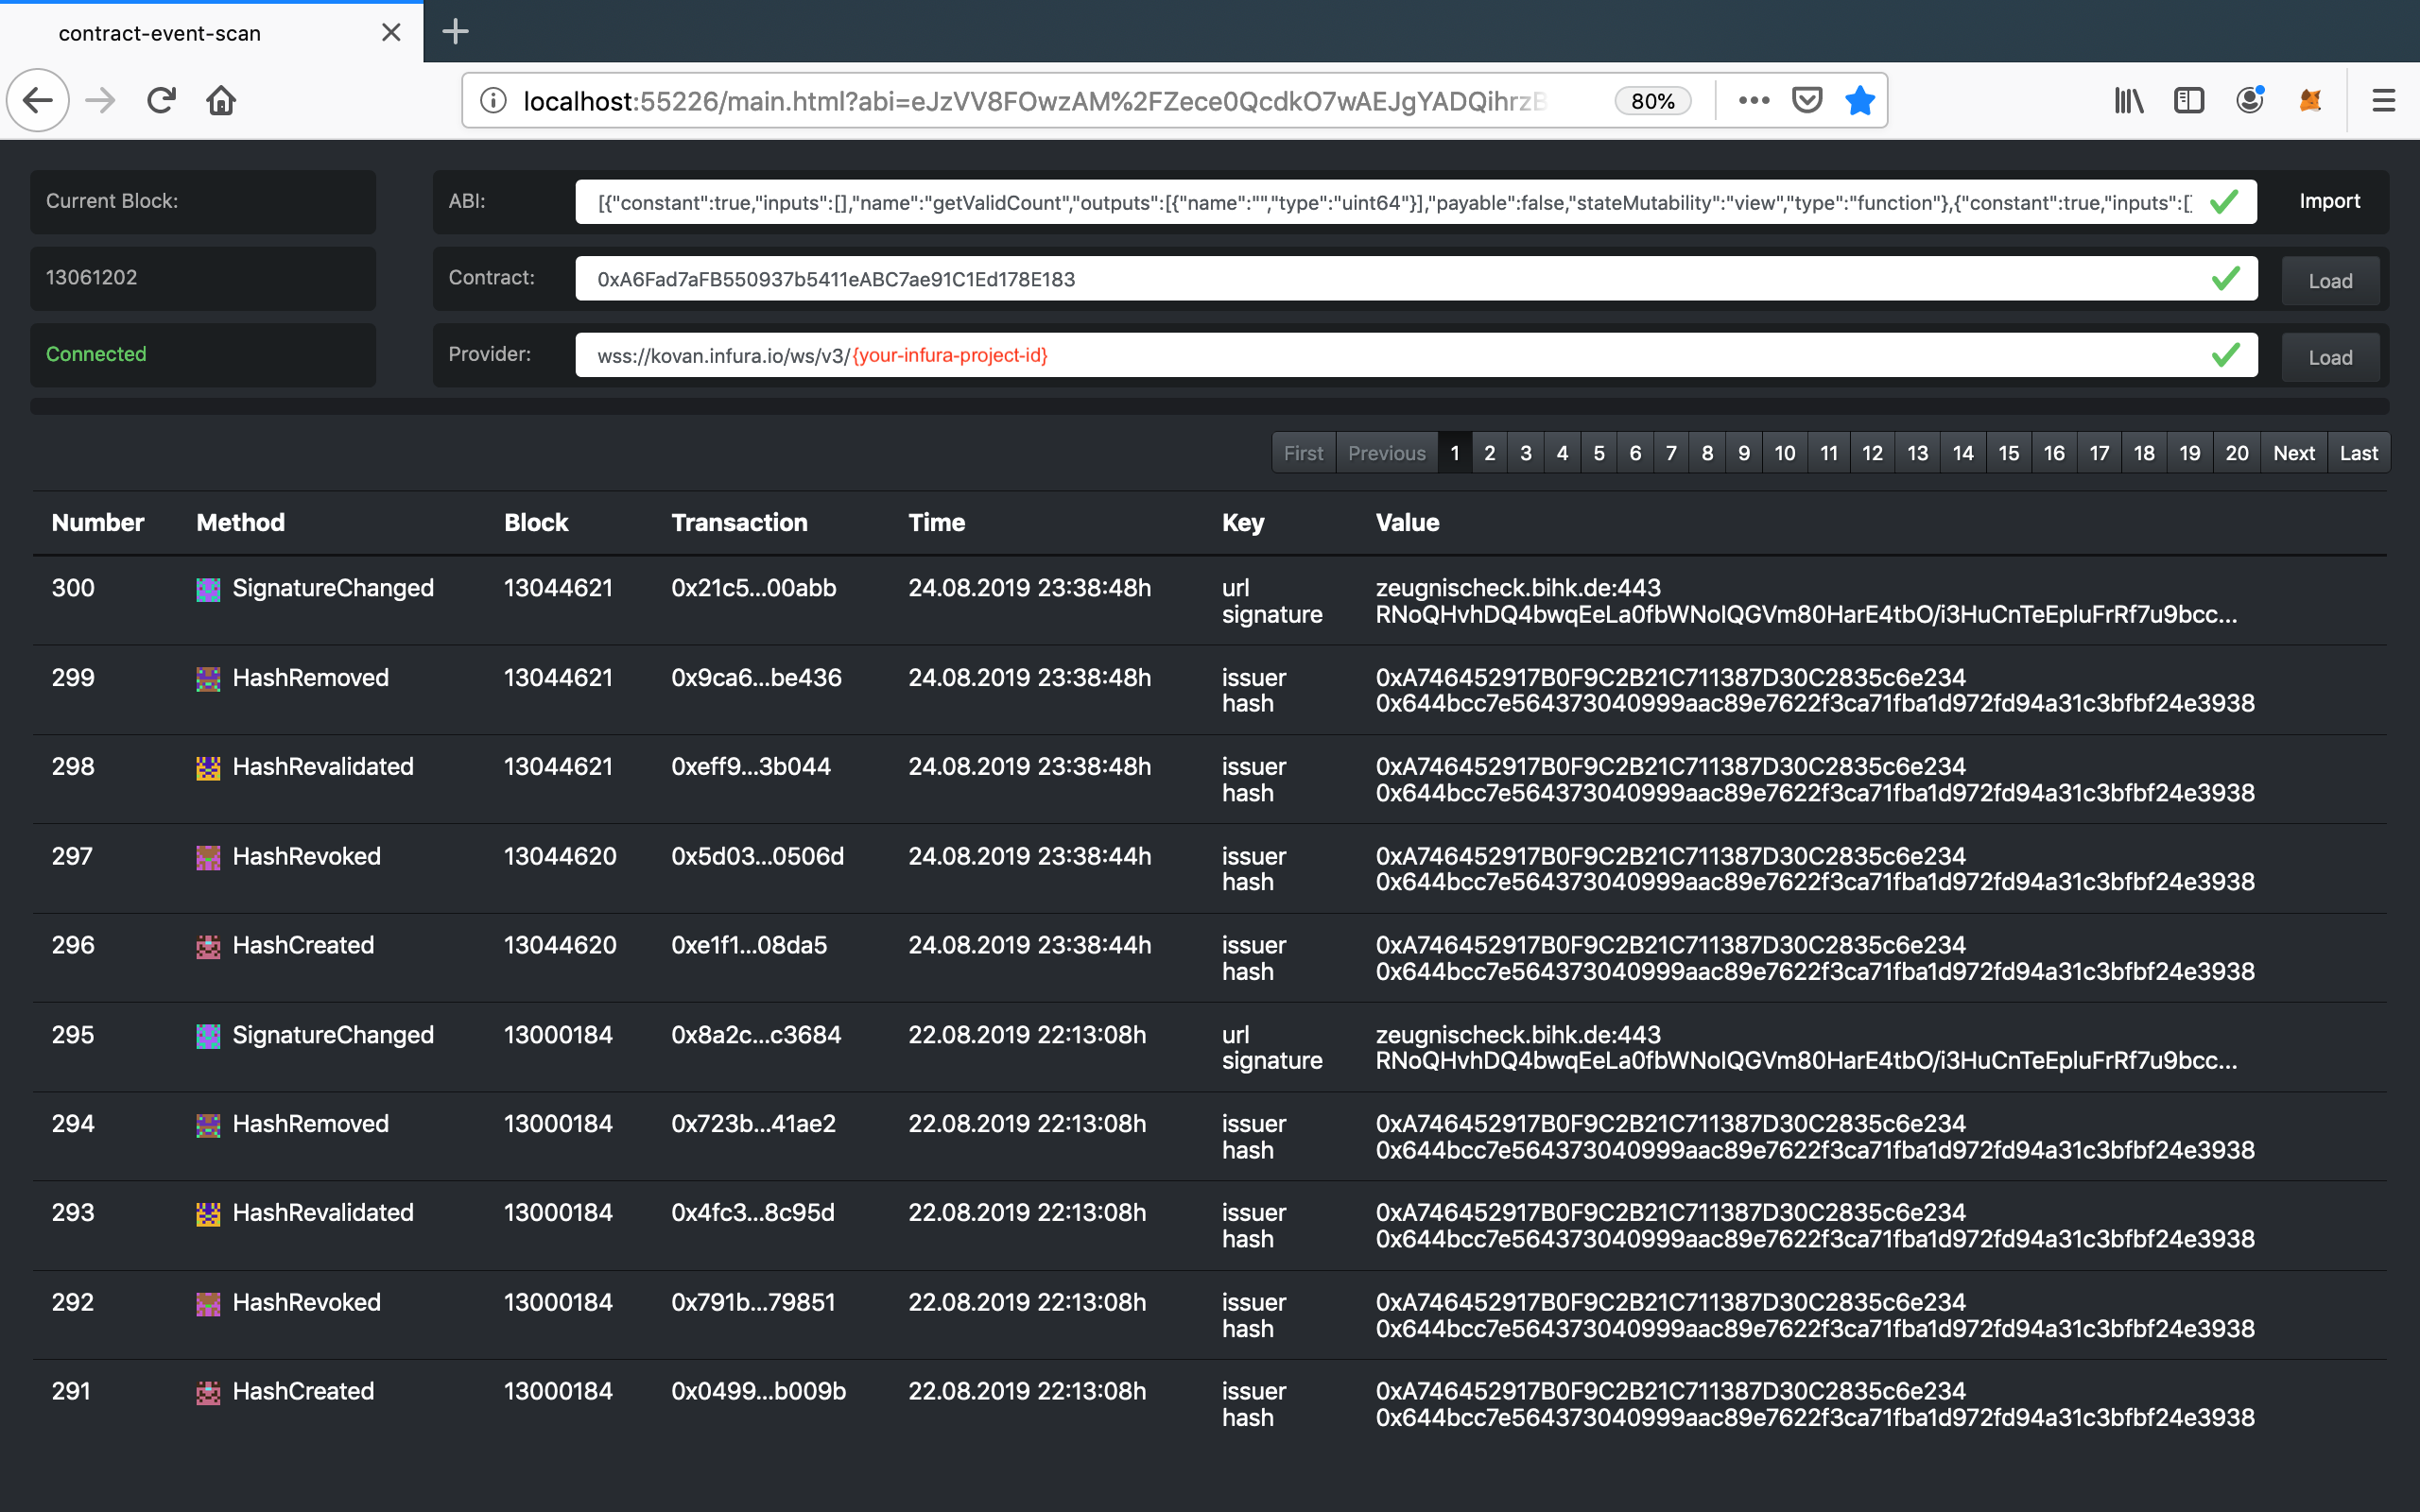 contract-event-scan
localhost:55226/main.html?abi=eJzVV8FOwzAM%2FZece0QcdkO7wAEJgYADQihrzB
80%
Current Block:
ABI: [{"constant":true,"inputs":[],"name":"getValidCount","outputs":[{"name":"","type":"uint64"}],"payable":false,"stateMutability":"view","type":"function"},{"constant":true,"inputs":[ Import
13061202
Contract: 0xA6Fad7aFB550937b5411eABC7ae91C1Ed178E183 Load
Connected
Provider: wss://kovan.infura.io/ws/v3/{your-infura-project-id} Load
First Previous 1 2 3 4 5 6 7 8 9 10 11 12 13 14 15 16 17 18 19 20 Next Last
Number Method Block Transaction Time Key Value
300 SignatureChanged 13044621 0x21c5...00abb 24.08.2019 23:38:48h url zeugnischeck.bihk.de:443
signature RNoQHvhDQ4bwqEeLa0fbWNoIQGVm80HarE4tbO/i3HuCnTeEpluFrRf7u9bcc...
299 HashRemoved 13044621 0x9ca6...be436 24.08.2019 23:38:48h issuer 0xA746452917B0F9C2B21C711387D30C2835c6e234
hash 0x644bcc7e564373040999aac89e7622f3ca71fba1d972fd94a31c3bfbf24e3938
298 HashRevalidated 13044621 0xeff9...3b044 24.08.2019 23:38:48h issuer 0xA746452917B0F9C2B21C711387D30C2835c6e234
hash 0x644bcc7e564373040999aac89e7622f3ca71fba1d972fd94a31c3bfbf24e3938
297 HashRevoked 13044620 0x5d03...0506d 24.08.2019 23:38:44h issuer 0xA746452917B0F9C2B21C711387D30C2835c6e234
hash 0x644bcc7e564373040999aac89e7622f3ca71fba1d972fd94a31c3bfbf24e3938
296 HashCreated 13044620 0xe1f1...08da5 24.08.2019 23:38:44h issuer 0xA746452917B0F9C2B21C711387D30C2835c6e234
hash 0x644bcc7e564373040999aac89e7622f3ca71fba1d972fd94a31c3bfbf24e3938
295 SignatureChanged 13000184 0x8a2c...c3684 22.08.2019 22:13:08h url zeugnischeck.bihk.de:443
signature RNoQHvhDQ4bwqEeLa0fbWNoIQGVm80HarE4tbO/i3HuCnTeEpluFrRf7u9bcc...
294 HashRemoved 13000184 0x723b...41ae2 22.08.2019 22:13:08h issuer 0xA746452917B0F9C2B21C711387D30C2835c6e234
hash 0x644bcc7e564373040999aac89e7622f3ca71fba1d972fd94a31c3bfbf24e3938
293 HashRevalidated 13000184 0x4fc3...8c95d 22.08.2019 22:13:08h issuer 0xA746452917B0F9C2B21C711387D30C2835c6e234
hash 0x644bcc7e564373040999aac89e7622f3ca71fba1d972fd94a31c3bfbf24e3938
292 HashRevoked 13000184 0x791b...79851 22.08.2019 22:13:08h issuer 0xA746452917B0F9C2B21C711387D30C2835c6e234
hash 0x644bcc7e564373040999aac89e7622f3ca71fba1d972fd94a31c3bfbf24e3938
291 HashCreated 13000184 0x0499...b009b 22.08.2019 22:13:08h issuer 0xA746452917B0F9C2B21C711387D30C2835c6e234
hash 0x644bcc7e564373040999aac89e7622f3ca71fba1d972fd94a31c3bfbf24e3938